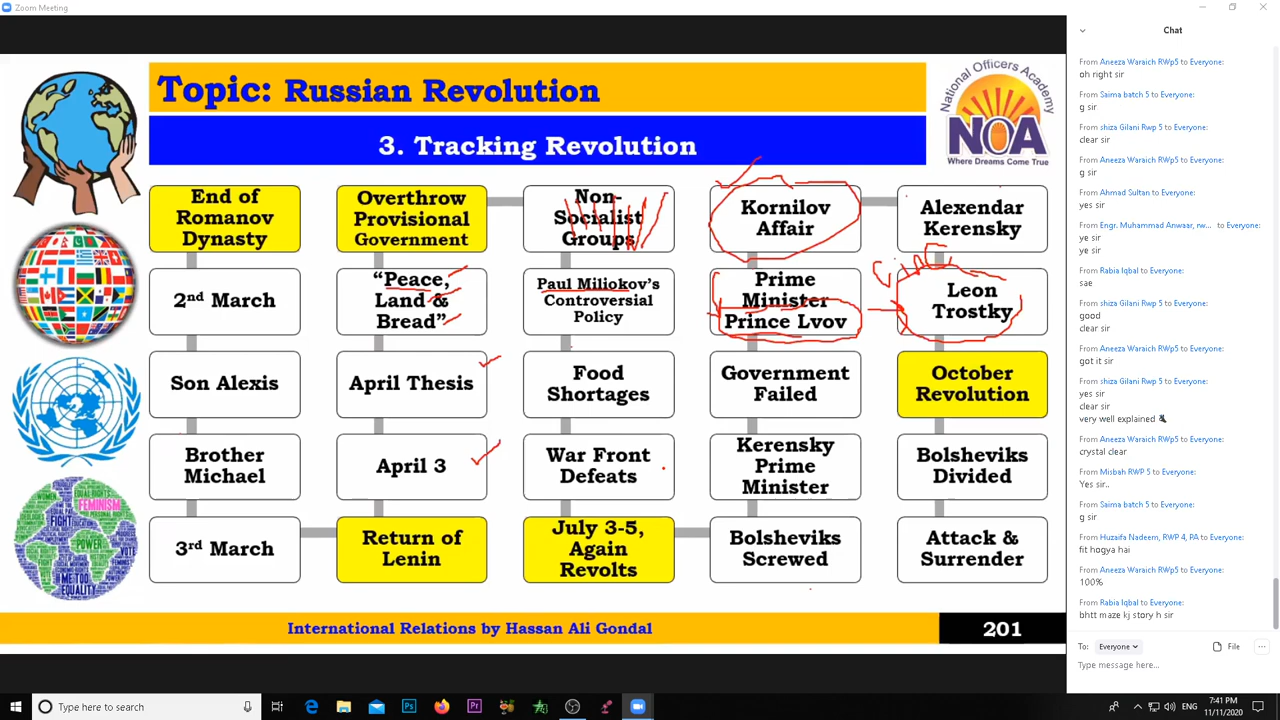 Zoom Meeting
Topic: Russian Revolution
3. Tracking Revolution
National Officers Academy
NOA
Where Dreams Come True
End of
Romanov
Dynasty
2nd March
Son Alexis
Brother
Michael
3rd March
Overthrow
Provisional
Government
“Peace,
Land &
Bread”
April Thesis
April 3
Return of
Lenin
Non-
Socialist
Groups
Paul Miliokov’s
Controversial
Policy
Food
Shortages
War Front
Defeats
July 3-5,
Again
Revolts
Kornilov
Affair
Prime
Minister
Prince Lvov
Government
Failed
Kerensky
Prime
Minister
Bolsheviks
Screwed
Alexendar
Kerensky
Leon
Trostky
October
Revolution
Bolsheviks
Divided
Attack &
Surrender
International Relations by Hassan Ali Gondal
201
Chat
From Aneeza Waraich RWp5 to Everyone:
oh right sir
From Saima batch 5 to Everyone:
g sir
From shiza Gilani Rwp 5 to Everyone:
clear sir
From Aneeza Waraich RWp5 to Everyone:
g sir
From Ahmad Sultan to Everyone:
yes sir
From Engr. Muhammad Anwaar, rw... to Everyone:
ye sir
ye sir
From Rabia Iqbal to Everyone:
sae
From shiza Gilani Rwp 5 to Everyone:
good
clear sir
From Aneeza Waraich RWp5 to Everyone:
got it sir
From shiza Gilani Rwp 5 to Everyone:
yes sir
clear sir
very well explained
From Aneeza Waraich RWp5 to Everyone:
crystal clear
From Misbah RWP 5 to Everyone:
Yes sir..
From Saima batch 5 to Everyone:
g sir
From Huzaifa Nadeem, RWP 4, PA to Everyone:
fit hogya hai
From Aneeza Waraich RWp5 to Everyone:
100%
From Rabia Iqbal to Everyone:
bhtt maze kj story h sir
To: Everyone
File
Type message here...
Type here to search
ENG
7:41 PM
11/11/2020